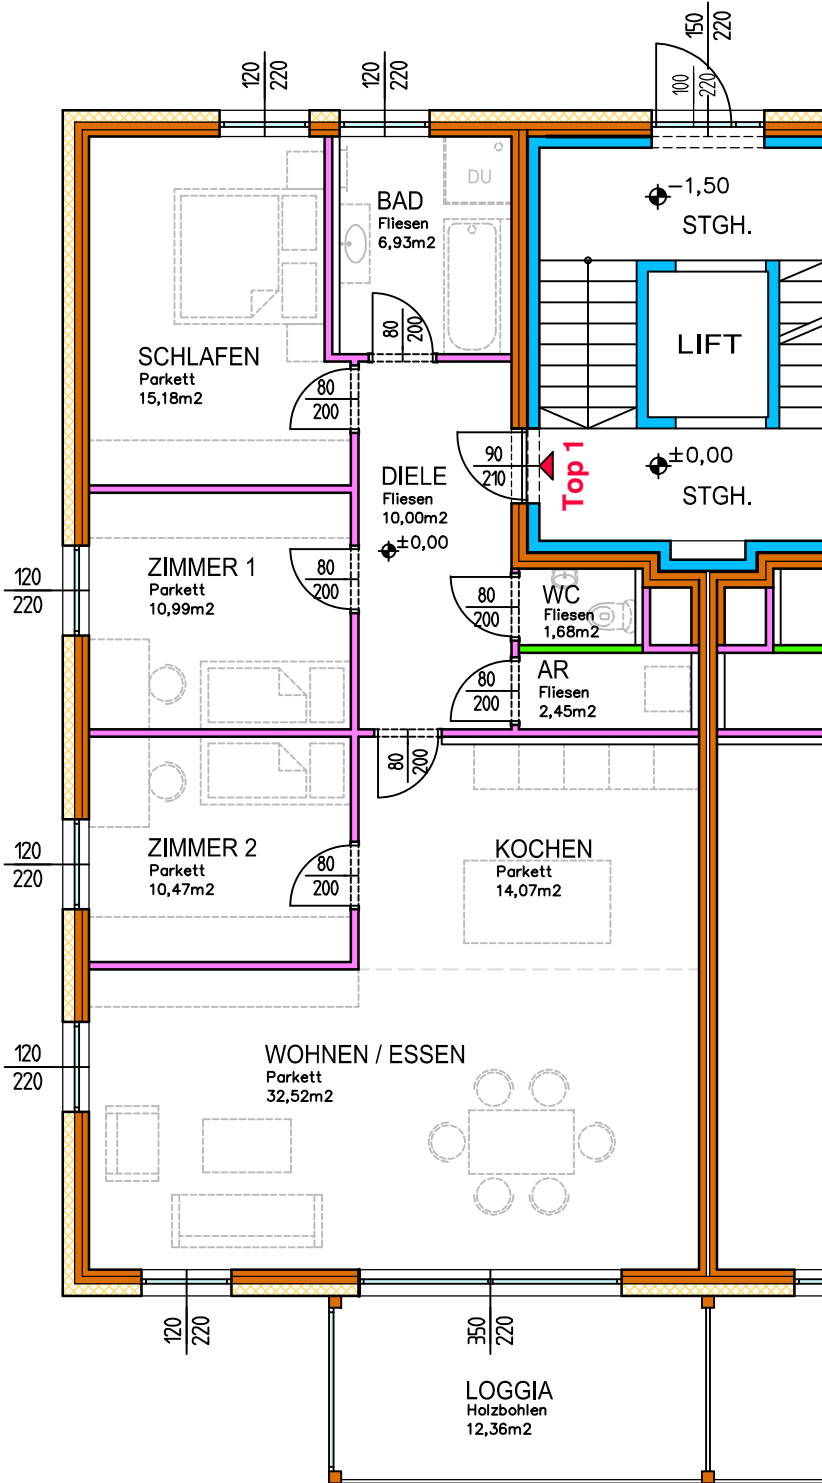 150
220
120
220
120
220
100
220
DU
-1,50
BAD
Fliesen
6,93m2
STGH.
80
200
LIFT
SCHLAFEN
Parkett
15,18m2
80
200
90
210
Top 1
±0,00
STGH.
DIELE
Fliesen
10,00m2
±0,00
120
220
ZIMMER 1
Parkett
10,99m2
80
200
80
200
WC
Fliesen
1,68m2
80
200
AR
Fliesen
2,45m2
80
200
120
220
ZIMMER 2
Parkett
10,47m2
80
200
KOCHEN
Parkett
14,07m2
120
220
WOHNEN / ESSEN
Parkett
32,52m2
120
220
350
220
LOGGIA
Holzbohlen
12,36m2